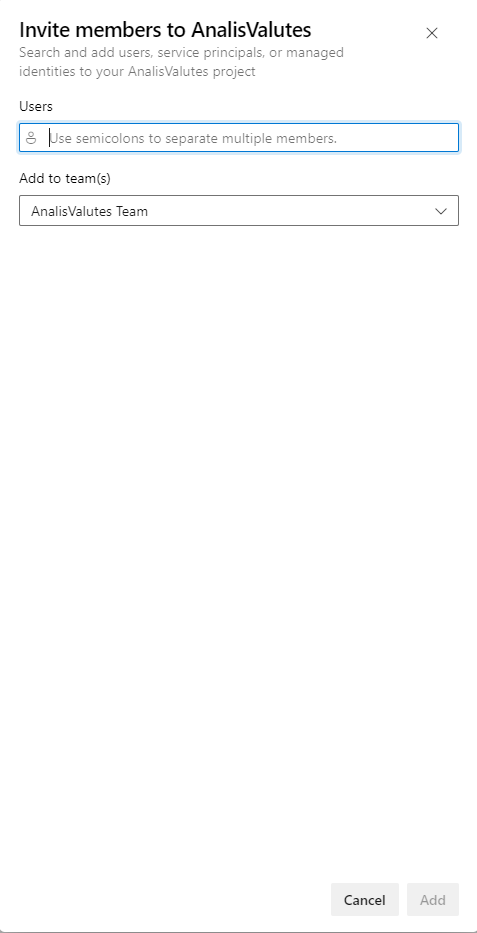 Invite members to AnalisValutes
Search and add users, service principals, or managed
identities to your AnalisValutes project
Users
Use semicolons to separate multiple members.
Add to team(s)
AnalisValutes Team
Cancel
Add